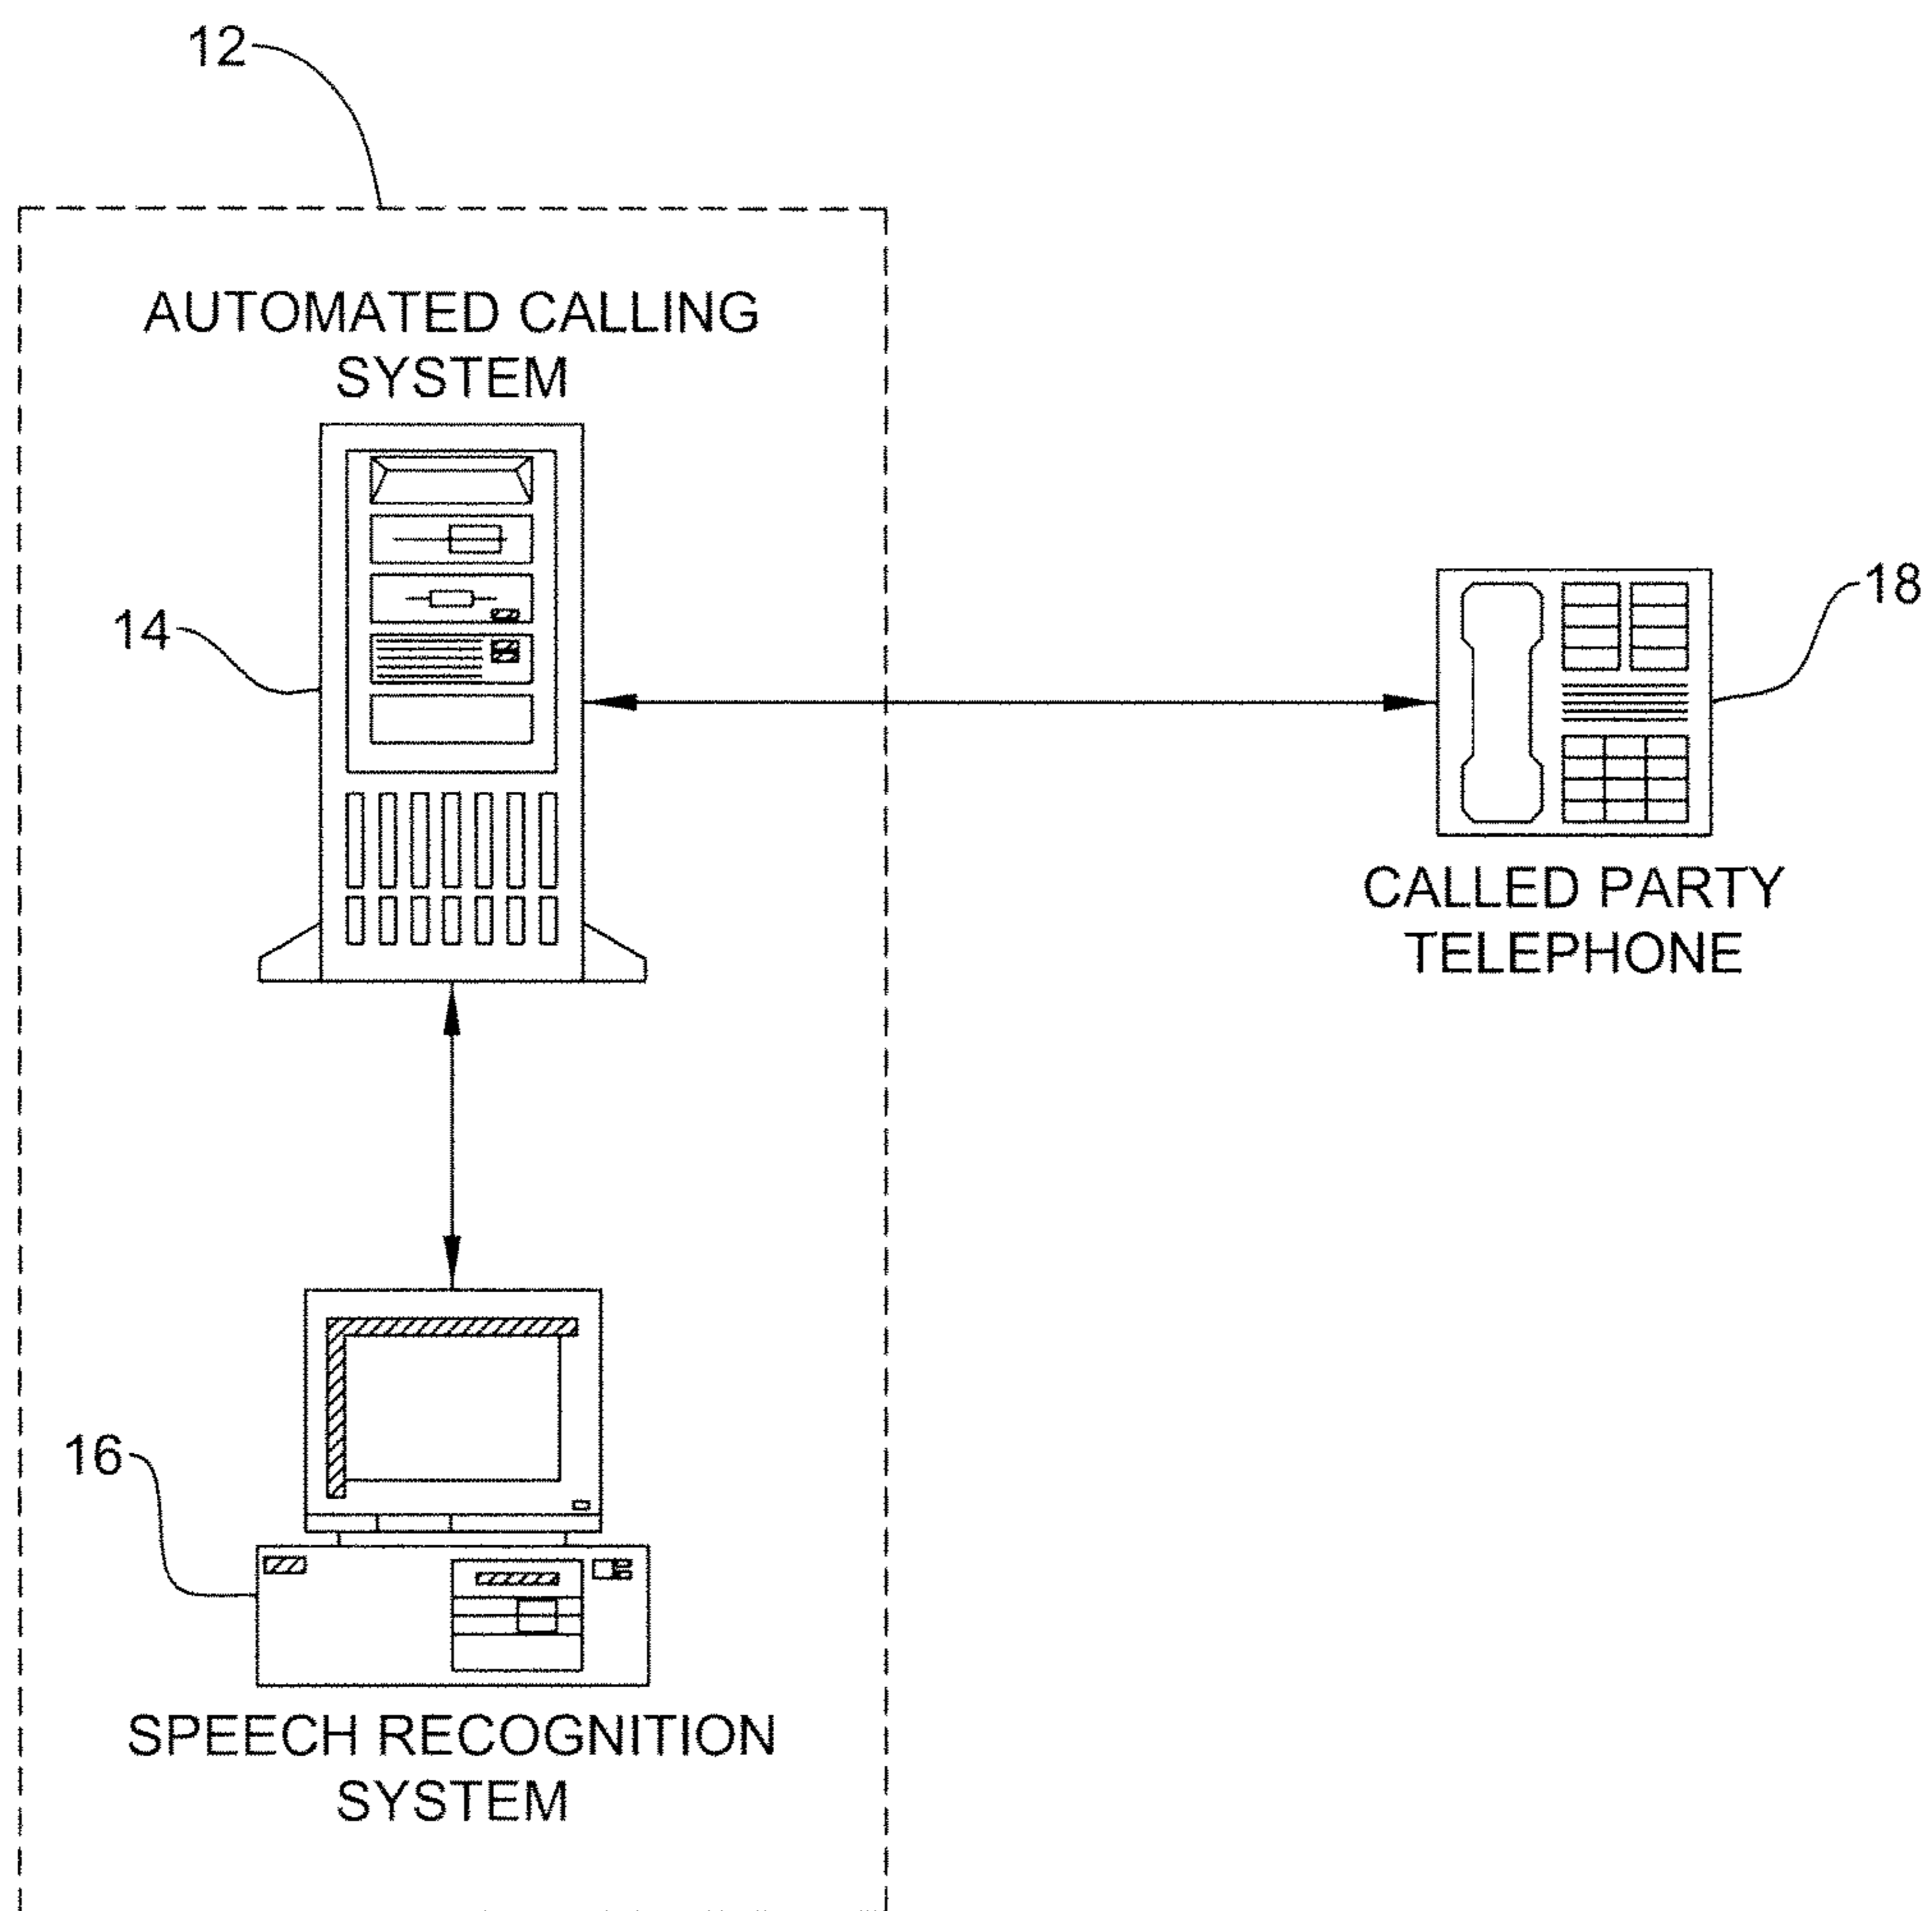 12
AUTOMATED CALLING
SYSTEM
14
18
CALLED PARTY
TELEPHONE
16
SPEECH RECOGNITION
SYSTEM